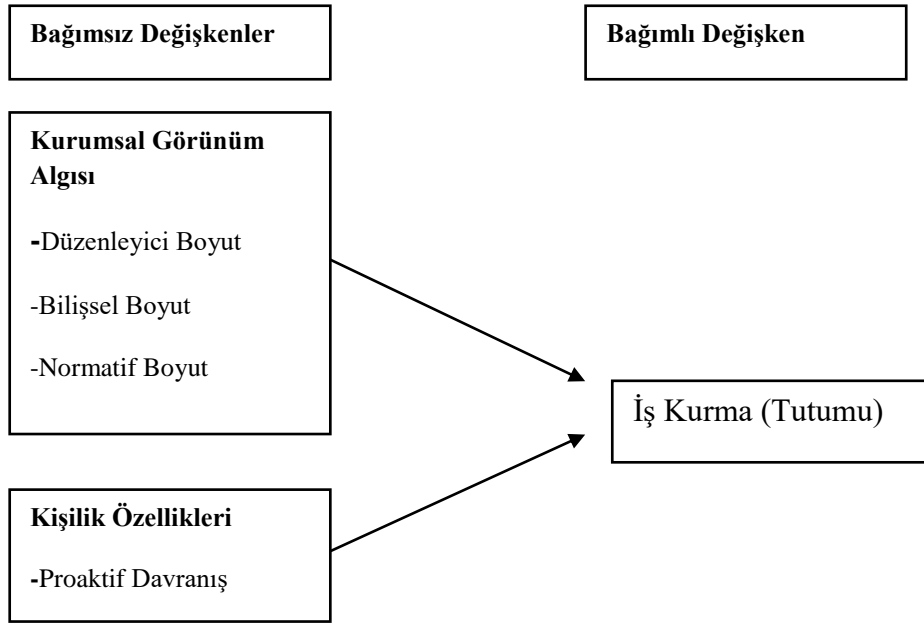 Bağımsız Değişkenler
Bağımlı Değişken
Kurumsal Görünüm
Algısı
-Düzenleyici Boyut
-Bilişsel Boyut
-Normatif Boyut
İş Kurma (Tutumu)
Kişilik Özellikleri
-Proaktif Davranış